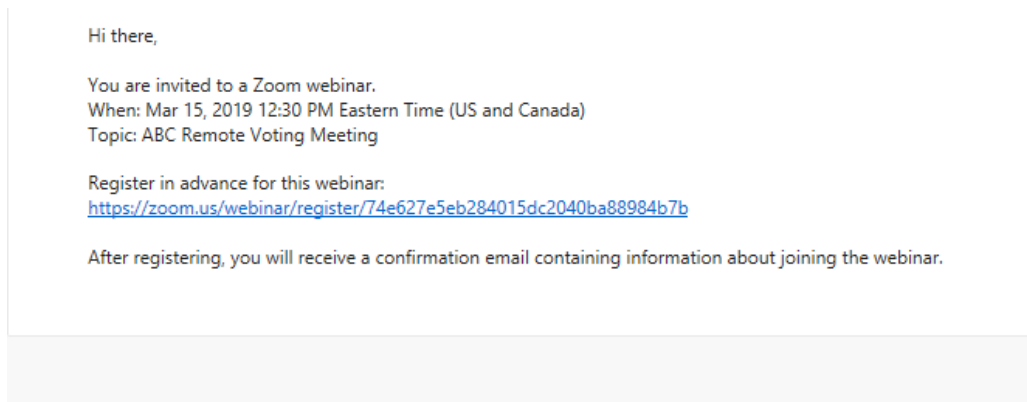 Hi there,
You are invited to a Zoom webinar.
When: Mar 15, 2019 12:30 PM Eastern Time (US and Canada)
Topic: ABC Remote Voting Meeting
Register in advance for this webinar:
https://zoom.us/webinar/register/74e627e5eb284015dc2040ba88984b7b
After registering, you will receive a confirmation email containing information about joining the webinar.